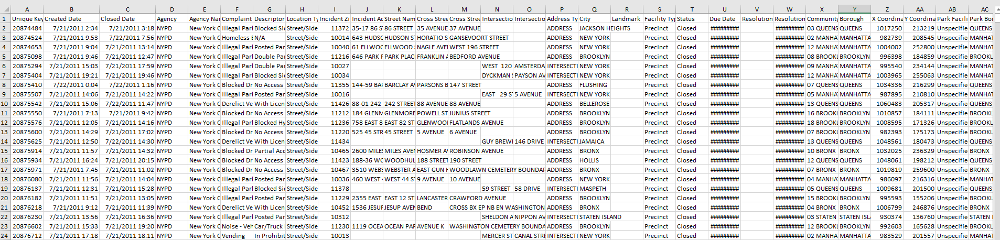 A B C D E F G H I J K L M N O P Q R S T U V W X Y Z AA AB AC
1 Unique Key Created Date Closed Date Agency Agency Nar Complaint Descriptor Location Ty Incident Zi Incident Ad Street Nam Cross Stree Cross Stree Intersectio Intersectio Address Ty City Landmark Facility Typ Status Due Date Resolution Resolution Community Borough X Coordina Y Coordina Park Facili Park Bor
2 20874484 7/21/2011 2:34 7/21/2011 3:18 NYPD New York C Illegal Parl Blocked Sid Street/Side 11372 35-17 86 S 86 STREET 35 AVENUE 37 AVENUE ADDRESS JACKSON HEIGHTS Precinct Closed ######### ######### 03 QUEENS QUEENS 1017250 213219 Unspecifie QUEENS
3 20874524 7/21/2011 9:53 7/22/2011 7:56 NYPD New York C Homeless E N/A Street/Side 10014 643 HUDSO HUDSON ST HORATIO S GANSEVOORT STREET ADDRESS NEW YORK Precinct Closed ######### ######### 02 MANHA MANHATTA 982739 208545 Unspecifie MANHAT
4 20874653 7/21/2011 9:04 7/21/2011 13:14 NYPD New York C Illegal Parl Posted Par Street/Side 10040 61 ELLWOO ELLWOOD S NAGLE AVE WEST 196 STREET ADDRESS NEW YORK Precinct Closed ######### ######### 12 MANHA MANHATTA 1004002 252800 Unspecifie MANHAT
5 20875098 7/21/2011 9:46 7/21/2011 12:47 NYPD New York C Illegal Parl Double Par Street/Side 11216 646 PARK P PARK PLACE FRANKLIN A BEDFORD AVENUE ADDRESS BROOKLYN Precinct Closed ######### ######### 08 BROOKL BROOKLYN 996398 184859 Unspecifie BROOKL
6 20875294 7/21/2011 15:03 7/21/2011 17:59 NYPD New York C Illegal Parl Double Par Street/Side 10027 WEST 120 AMSTERDA INTERSECTI NEW YORK Precinct Closed ######### ######### 09 MANHA MANHATTA 995540 234144 Unspecifie MANHAT
7 20875404 7/21/2011 19:21 7/21/2011 19:46 NYPD New York C Illegal Parl Blocked Sid Street/Side 10034 DYCKMAN S PAYSON AV INTERSECTI NEW YORK Precinct Closed ######### ######### 12 MANHA MANHATTA 1003965 255063 Unspecifie MANHAT
8 20875410 7/22/2011 0:04 7/22/2011 1:16 NYPD New York C Blocked Dr No Access Street/Side 11355 144-59 BAR BARCLAY AV PARSONS B 147 STREET ADDRESS FLUSHING Precinct Closed ######### ######### 07 QUEENS QUEENS 1034336 216299 Unspecifie QUEENS
9 20875507 7/21/2011 14:06 7/21/2011 14:22 NYPD New York C Illegal Parl Posted Par Street/Side 10016 EAST 29 ST 5 AVENUE INTERSECTI NEW YORK Precinct Closed ######### ######### 05 MANHA MANHATTA 987895 210810 Unspecifie MANHAT
10 20875542 7/21/2011 15:06 7/22/2011 11:47 NYPD New York C Derelict Ve With Licen Street/Side 11426 88-01 242 242 STREET 88 AVENUE 88 AVENUE ADDRESS BELLEROSE Precinct Closed ######### ######### 13 QUEENS QUEENS 1060483 205317 Unspecifie QUEENS
11 20875550 7/21/2011 7:13 7/21/2011 9:42 NYPD New York C Blocked Dr No Access Street/Side 11212 184 GLENM GLENMORE POWELL ST JUNIUS STREET ADDRESS BROOKLYN Precinct Closed ######### ######### 16 BROOKL BROOKLYN 1010857 184111 Unspecifie BROOKL
12 20875576 7/21/2011 12:05 7/21/2011 14:16 NYPD New York C Illegal Parl Blocked Hy Street/Side 11236 758 EAST 8 EAST 82 STI GLENWOOD FLATLANDS AVENUE ADDRESS BROOKLYN Precinct Closed ######### ######### 18 BROOKL BROOKLYN 1008595 171326 Unspecifie BROOKL
13 20875600 7/21/2011 14:29 7/21/2011 17:02 NYPD New York C Blocked Dr No Access Street/Side 11220 525 45 STR 45 STREET 5 AVENUE 6 AVENUE ADDRESS BROOKLYN Precinct Closed ######### ######### 07 BROOKL BROOKLYN 982393 175173 Unspecifie BROOKL
14 20875625 7/21/2011 12:50 7/22/2011 14:30 NYPD New York C Derelict Ve With Licen Street/Side 11434 GUY BREWI 146 DRIVE INTERSECTI JAMAICA Precinct Closed ######### ######### 13 QUEENS QUEENS 1048561 180473 Unspecifie QUEENS
15 20875914 7/21/2011 11:57 7/21/2011 14:32 NYPD New York C Blocked Dr Partial Acc Street/Side 10465 2600 MILES MILES AVEN HOSMER A ROBINSON AVENUE ADDRESS BRONX Precinct Closed ######### ######### 10 BRONX BRONX 1032025 236329 Unspecifie BRONX
16 20875934 7/21/2011 16:24 7/21/2011 20:15 NYPD New York C Blocked Dr No Access Street/Side 11423 188-36 WO WOODHUL 188 STREET 190 STREET ADDRESS HOLLIS Precinct Closed ######### ######### 12 QUEENS QUEENS 1048061 198212 Unspecifie QUEENS
17 20875971 7/21/2011 7:45 7/21/2011 11:02 NYPD New York C Blocked Dr No Access Street/Side 10467 3510 WEBS WEBSTER A EAST GUN H WOODLAWN CEMETERY BOUNDAR ADDRESS BRONX Precinct Closed ######### ######### 07 BRONX BRONX 1019819 259600 Unspecifie BRONX
18 20876080 7/21/2011 11:56 7/21/2011 14:04 NYPD New York C Illegal Parl Posted Par Street/Side 10036 460 WEST 4 WEST 44 ST 9 AVENUE 10 AVENUE ADDRESS NEW YORK Precinct Closed ######### ######### 04 MANHA MANHATTA 986097 216316 Unspecifie MANHAT
19 20876137 7/21/2011 12:31 7/21/2011 15:28 NYPD New York C Illegal Parl Blocked Sid Street/Side 11378 59 STREET 58 DRIVE INTERSECTI MASPETH Precinct Closed ######### ######### 05 QUEENS QUEENS 1009681 201500 Unspecifie QUEENS
20 20876182 7/21/2011 11:51 7/21/2011 13:05 NYPD New York C Illegal Parl Posted Par Street/Side 11229 2355 EAST EAST 12 STI LANCASTER CRAWFORD AVENUE ADDRESS BROOKLYN Precinct Closed ######### ######### 15 BROOKL BROOKLYN 995593 155206 Unspecifie BROOKL
21 20876218 7/21/2011 9:12 7/21/2011 11:39 NYPD New York C Derelict Ve With Licen Street/Side 10452 1536 JESUP JESUP AVEN BEND CROSS BX EP NB EN WASHINGTON ADDRESS BRONX Precinct Closed ######### ######### 04 BRONX BRONX 1006799 246876 Unspecifie BRONX
22 20876230 7/21/2011 13:56 7/21/2011 16:36 NYPD New York C Illegal Parl Posted Par Street/Side 10312 SHELDON A NIPPON AV INTERSECTI STATEN ISLAND Precinct Closed ######### ######### 03 STATEN STATEN ISL 930374 136760 Unspecifie STATEN I
23 20876602 7/21/2011 15:33 7/21/2011 19:20 NYPD New York C Noise - Veh Car/Truck Street/Side 11230 1119 OCEA OCEAN PAR AVENUE K WASHINGTON CEMETERY BOUNDA ADDRESS BROOKLYN Precinct Closed ######### ######### 12 BROOKL BROOKLYN 992603 165628 Unspecifie BROOKL
24 20876712 7/21/2011 17:18 7/21/2011 18:11 NYPD New York C Vending In Prohibit Street/Side 10013 MERCER ST CANAL STRE INTERSECTI NEW YORK Precinct Closed ######### ######### 02 MANHA MANHATTA 983529 201557 Unspecifie MANHAT